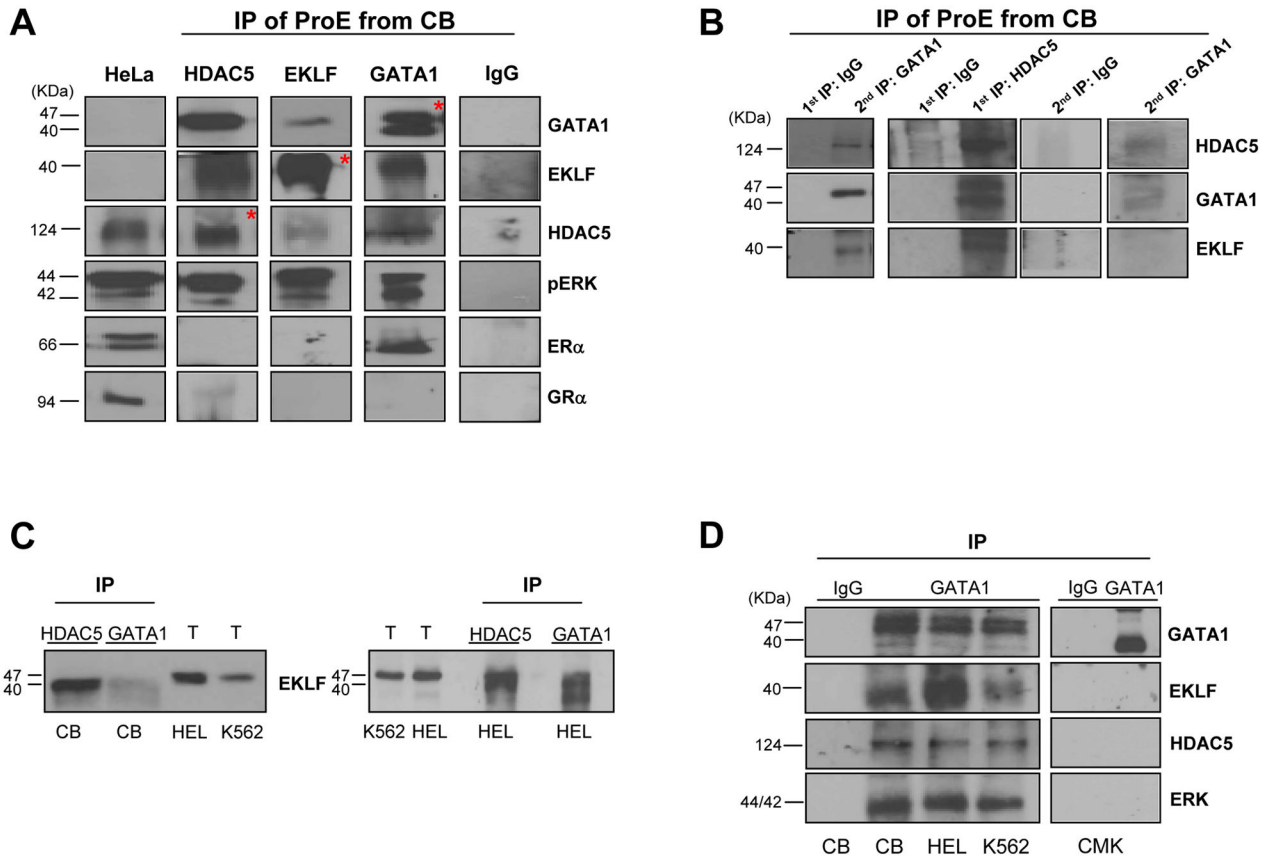 A
IP of ProE from CB
HeLa HDAC5 EKLF GATA1 IgG
(KDa)
47
40
*
GATA1
40
*
EKLF
124
*
HDAC5
44
42
pERK
66
ERα
94
GRα
B
IP of ProE from CB
1st IP: IgG
2nd IP: GATA1
1st IP: IgG
1st IP: HDAC5
2nd IP: IgG
2nd IP: GATA1
(KDa)
124
HDAC5
47
40
GATA1
40
EKLF
C
IP
HDAC5 GATA1 T T
47
40
EKLF
CB CB HEL K562
IP
T T HDAC5 GATA1
47
40
K562 HEL HEL HEL
D
IP
IgG GATA1 IgG GATA1
(KDa)
47
40
GATA1
40
EKLF
124
HDAC5
44/42
ERK
CB CB HEL K562 CMK